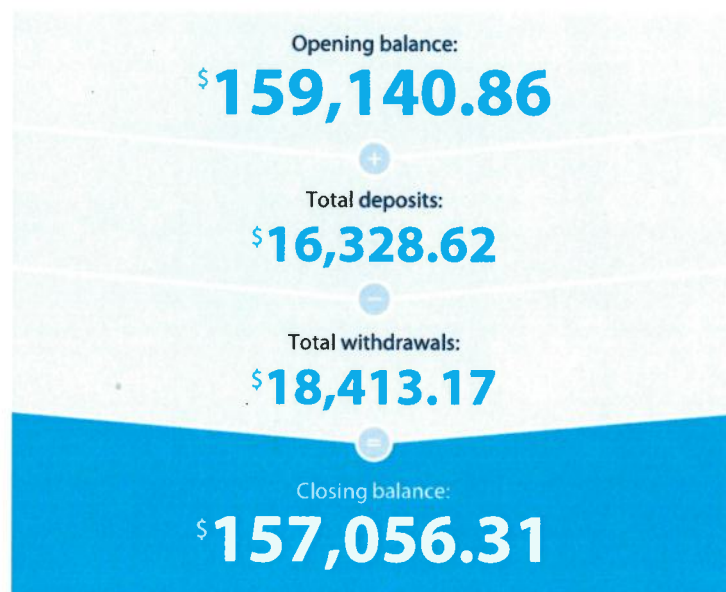 Opening balance:
$159,140.86
+
Total deposits:
$16,328.62
−
Total withdrawals:
$18,413.17
=
Closing balance:
$157,056.31